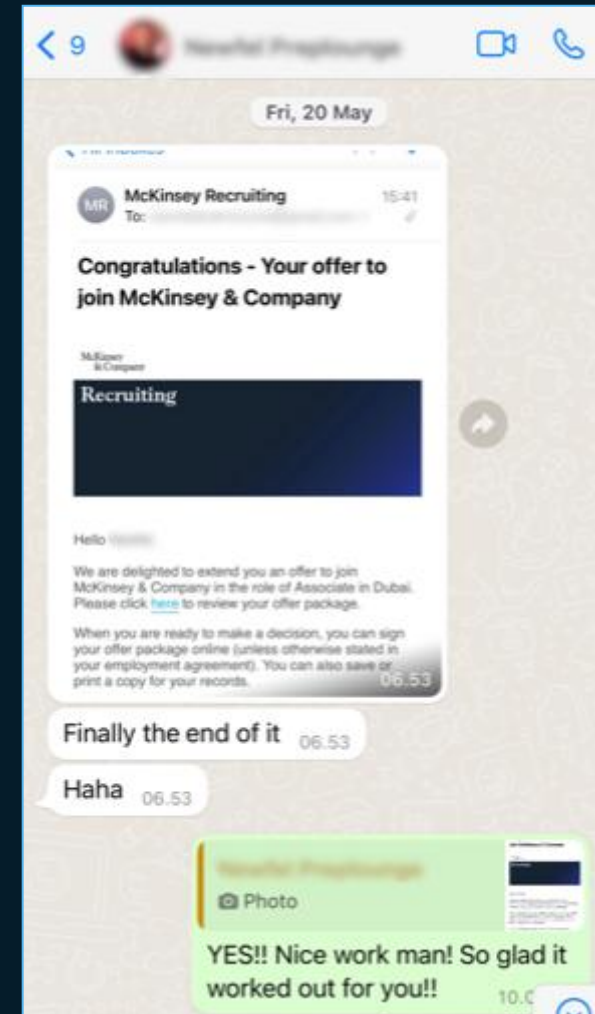 9
Fri, 20 May
MR
McKinsey Recruiting
15:41
To:
Congratulations - Your offer to
join McKinsey & Company
McKinsey
& Company
Recruiting
Hello
We are delighted to extend you an offer to join
McKinsey & Company in the role of Associate in Dubai.
Please click here to review your offer package.
When you are ready to make a decision, you can sign
your offer package online (unless otherwise stated in
your employment agreement). You can also save or
print a copy for your records.
06.53
Finally the end of it
06.53
Haha
06.53
Photo
YES!! Nice work man! So glad it
worked out for you!!